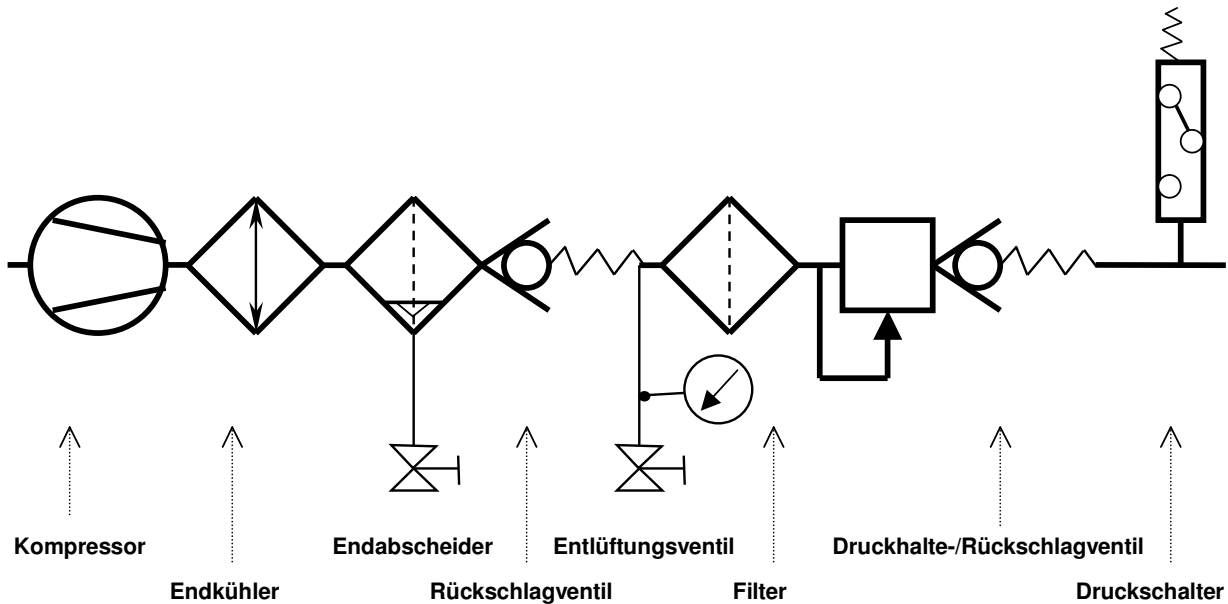 Kompressor Endabscheider Entlüftungsventil Druckhalte-/Rückschlagventil
Endkühler Rückschlagventil Filter Druckschalter